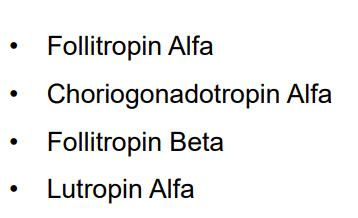 • Follitropin Alfa
• Choriogonadotropin Alfa
• Follitropin Beta
• Lutropin Alfa